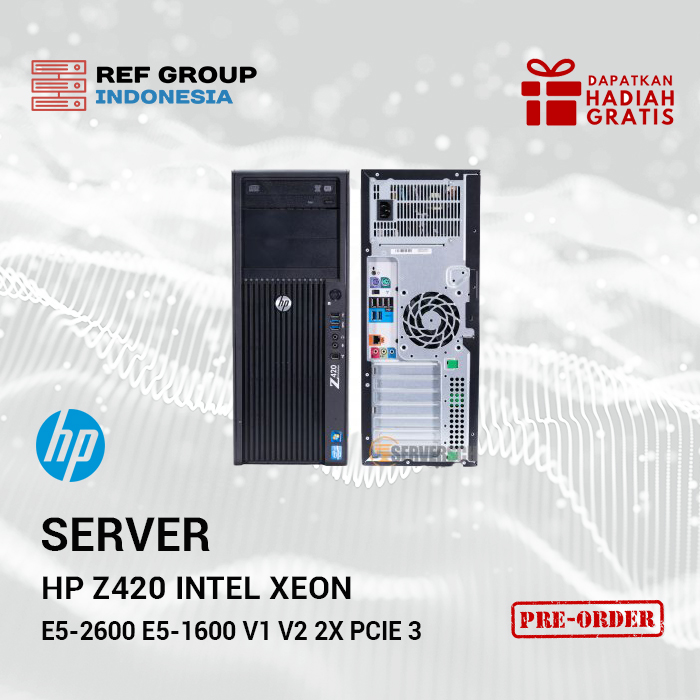 REF GROUP
INDONESIA
DAPATKAN
HADIAH
GRATIS
hp
Z420
SERVER
hp
SERVER
HP Z420 INTEL XEON
E5-2600 E5-1600 V1 V2 2X PCIE 3
PRE-ORDER